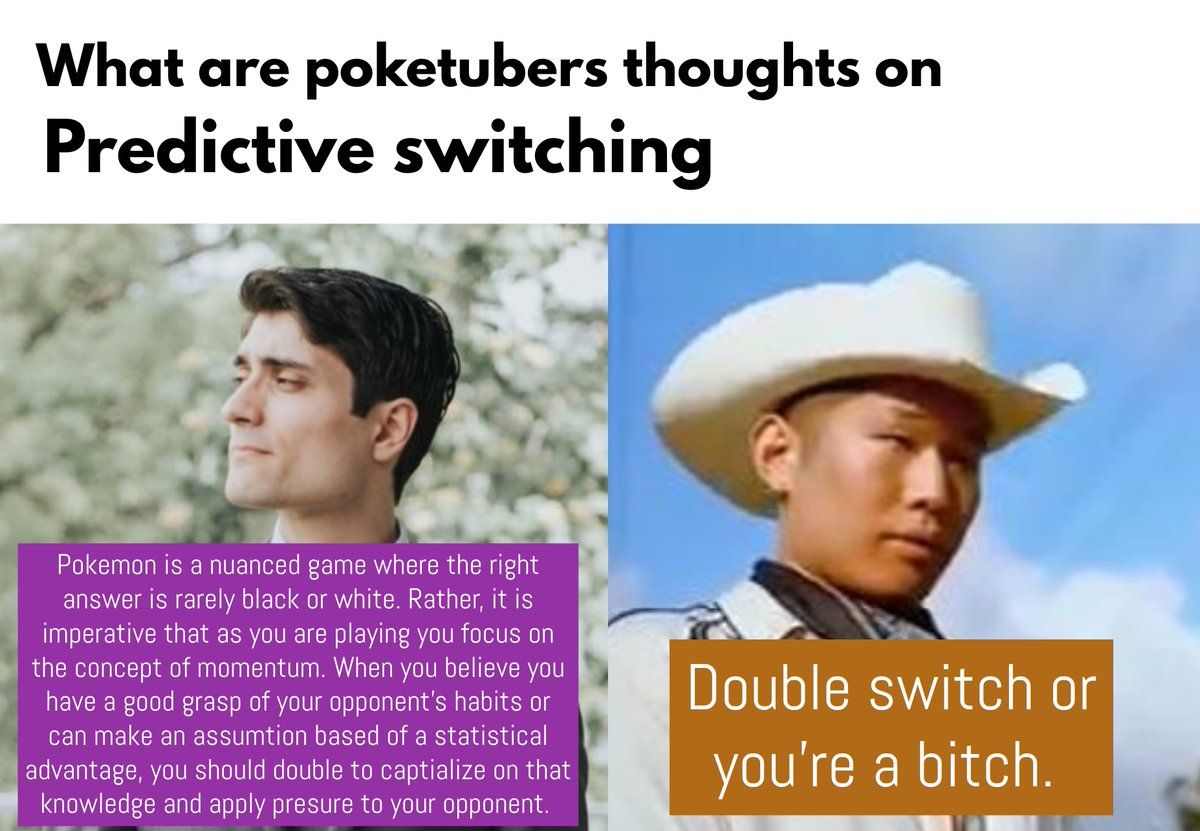 What are poketubers thoughts on
Predictive switching
Pokemon is a nuanced game where the right
answer is rarely black or white. Rather, it is
imperative that as you are playing you focus on
the concept of momentum. When you believe you
have a good grasp of your opponent's habits or
can make an assumtion based of a statistical
advantage, you should double to captialize on that
knowledge and apply presure to your opponent.
Double switch or
you're a bitch.